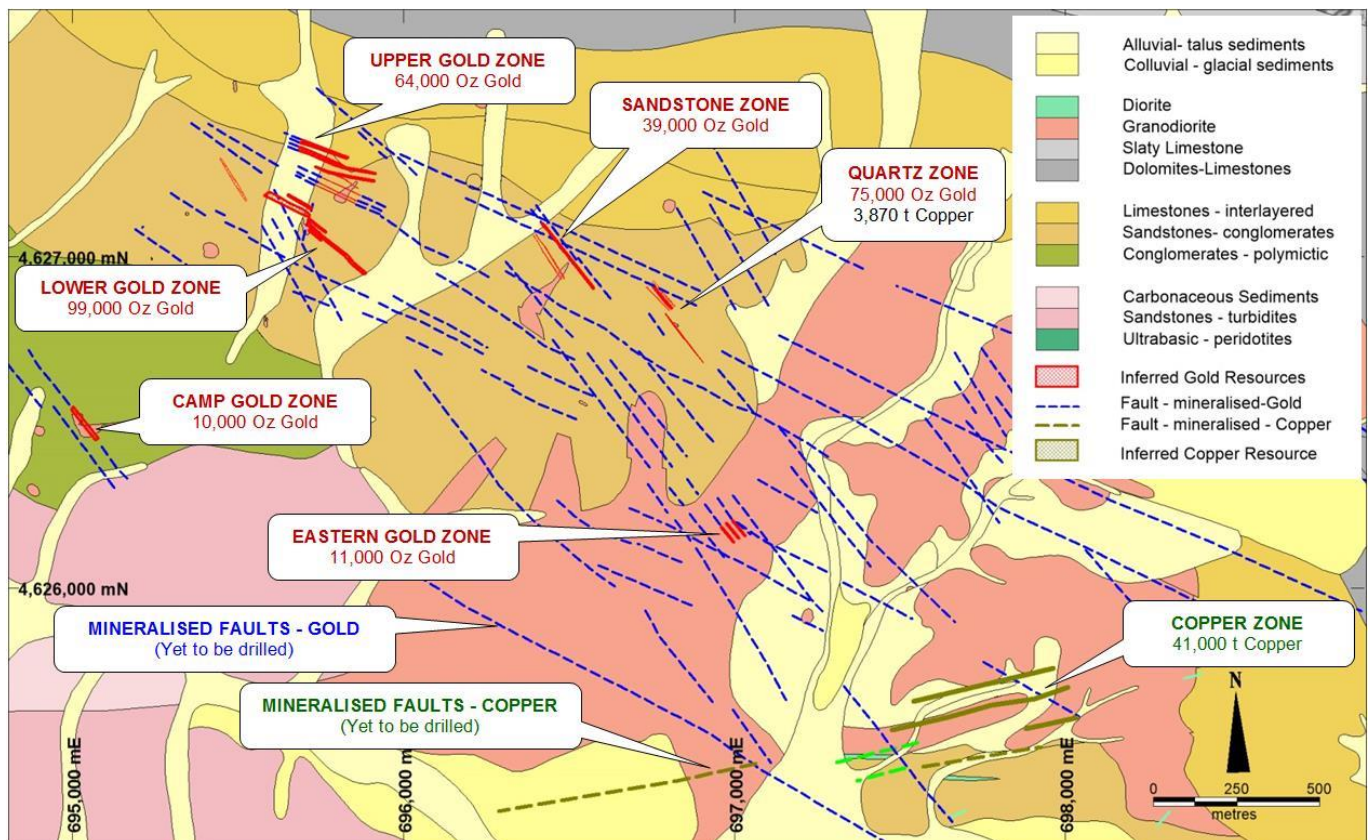 UPPER GOLD ZONE
64,000 Oz Gold
SANDSTONE ZONE
39,000 Oz Gold
QUARTZ ZONE
75,000 Oz Gold
3,870 t Copper
4,627,000 mN
LOWER GOLD ZONE
99,000 Oz Gold
CAMP GOLD ZONE
10,000 Oz Gold
EASTERN GOLD ZONE
11,000 Oz Gold
4,626,000 mN
MINERALISED FAULTS - GOLD
(Yet to be drilled)
MINERALISED FAULTS - COPPER
(Yet to be drilled)
COPPER ZONE
41,000 t Copper
695,000 mE
696,000 mE
697,000 mE
698,000 mE
Alluvial- talus sediments
Colluvial - glacial sediments
Diorite
Granodiorite
Slaty Limestone
Dolomites-Limestones
Limestones - interlayered
Sandstones- conglomerates
Conglomerates - polymictic
Carbonaceous Sediments
Sandstones - turbidites
Ultrabasic - peridotites
Inferred Gold Resources
Fault - mineralised-Gold
Fault - mineralised - Copper
Inferred Copper Resource
N
0 250 500
metres